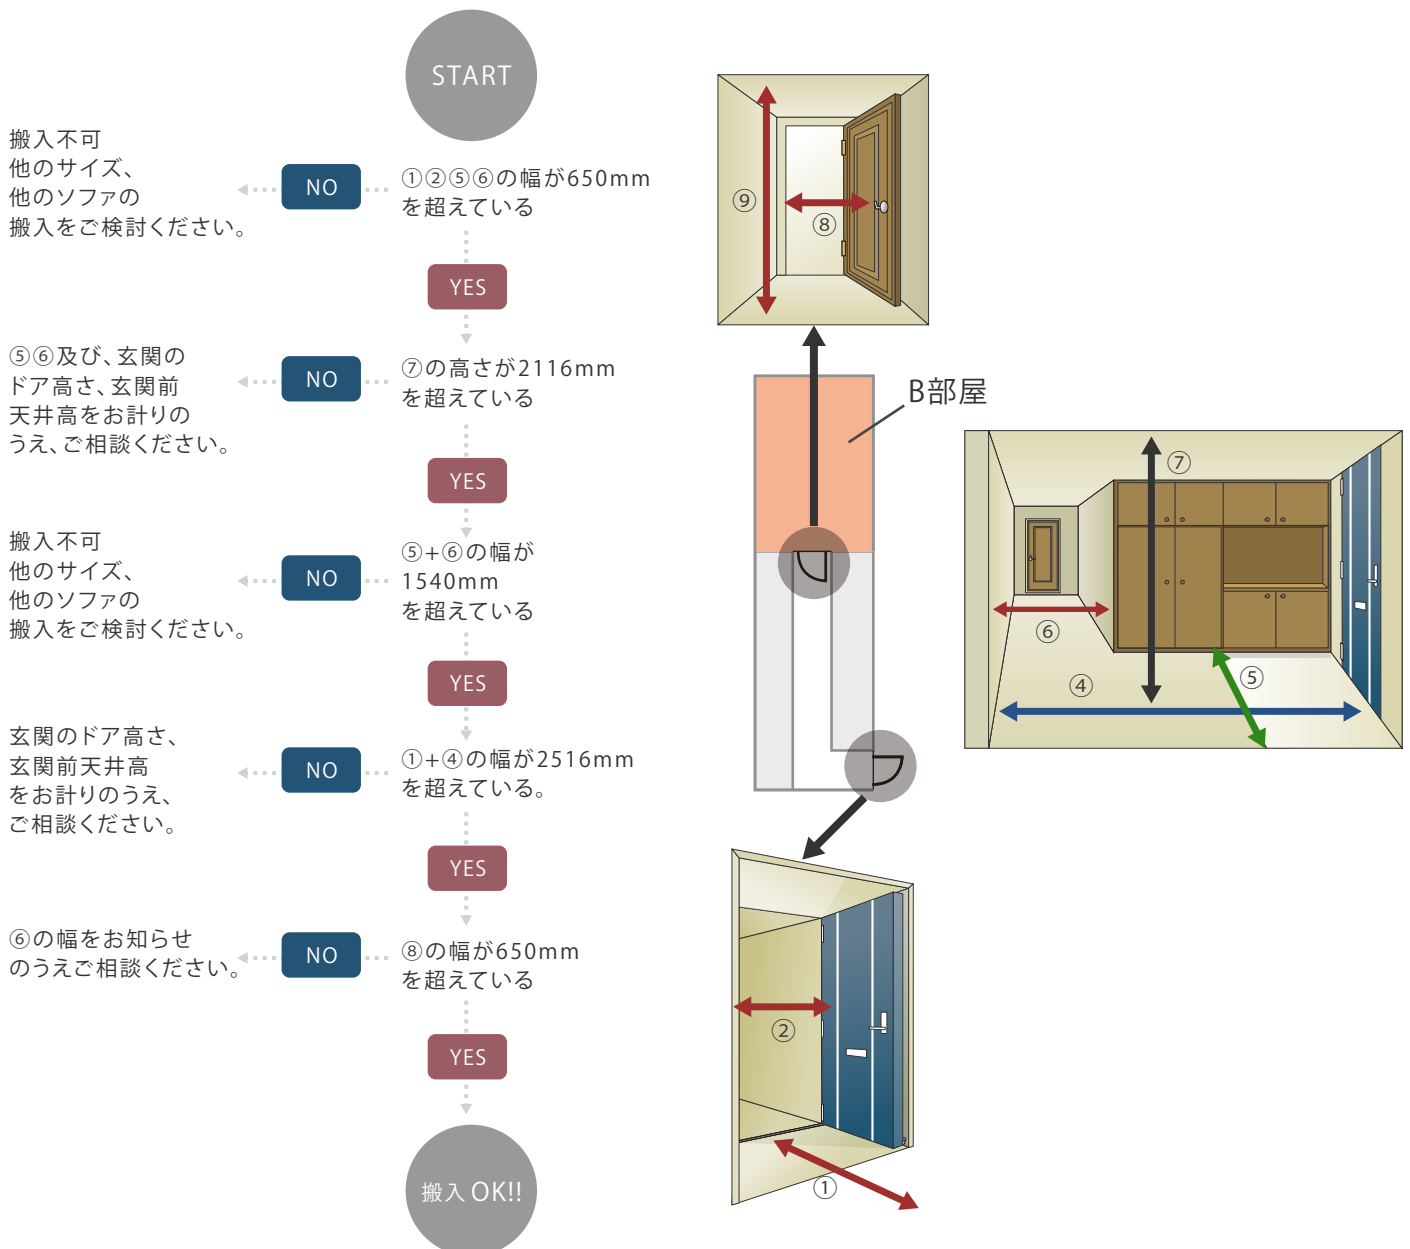 START
搬入不可
他のサイズ、
他のソファの
搬入をご検討ください。
NO
①②⑤⑥の幅が650mm
を超えている
YES
⑤⑥及び、玄関の
ドア高さ、玄関前
天井高をお計りの
うえ、ご相談ください。
NO
⑦の高さが2116mm
を超えている
YES
搬入不可
他のサイズ、
他のソファの
搬入をご検討ください。
NO
⑤+⑥の幅が
1540mm
を超えている
YES
玄関のドア高さ、
玄関前天井高
をお計りのうえ、
ご相談ください。
NO
①+④の幅が2516mm
を超えている。
YES
⑥の幅をお知らせ
のうえご相談ください。
NO
⑧の幅が650mm
を超えている
YES
搬入 OK!!
⑨
⑧
B部屋
⑦
⑥
④
⑤
②
①